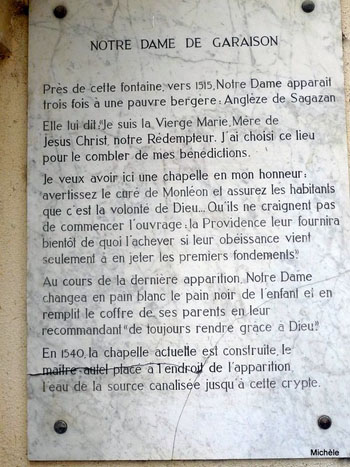 NOTRE DAME DE GARAISON
Près de cette fontaine, vers 1515, Notre Dame apparait
trois fois à une pauvre bergère : Anglèze de Sagazan
Elle lui dit:"Je suis la Vierge Marie, Mère de
Jésus Christ, notre Rédempteur. J'ai choisi ce lieu
pour le combler de mes bénédictions.
Je veux avoir ici une chapelle en mon honneur:
avertissez le curé de Monléon et assurez les habitants
que c'est la volonté de Dieu... Qu'ils ne craignent pas
de commencer l'ouvrage : la Providence leur fournira
bientôt de quoi l'achever si leur obéissance vient
seulement à en jeter les premiers fondements."
Au cours de la dernière apparition, Notre Dame
changea en pain blanc le pain noir de l'enfant et en
remplit le coffre de ses parents en leur
recommandant "de toujours rendre grâce à Dieu."
En 1540, la chapelle actuelle est construite, le
maître-autel placé à l'endroit de l'apparition,
l'eau de la source canalisée jusqu'à cette crypte.
Michèle